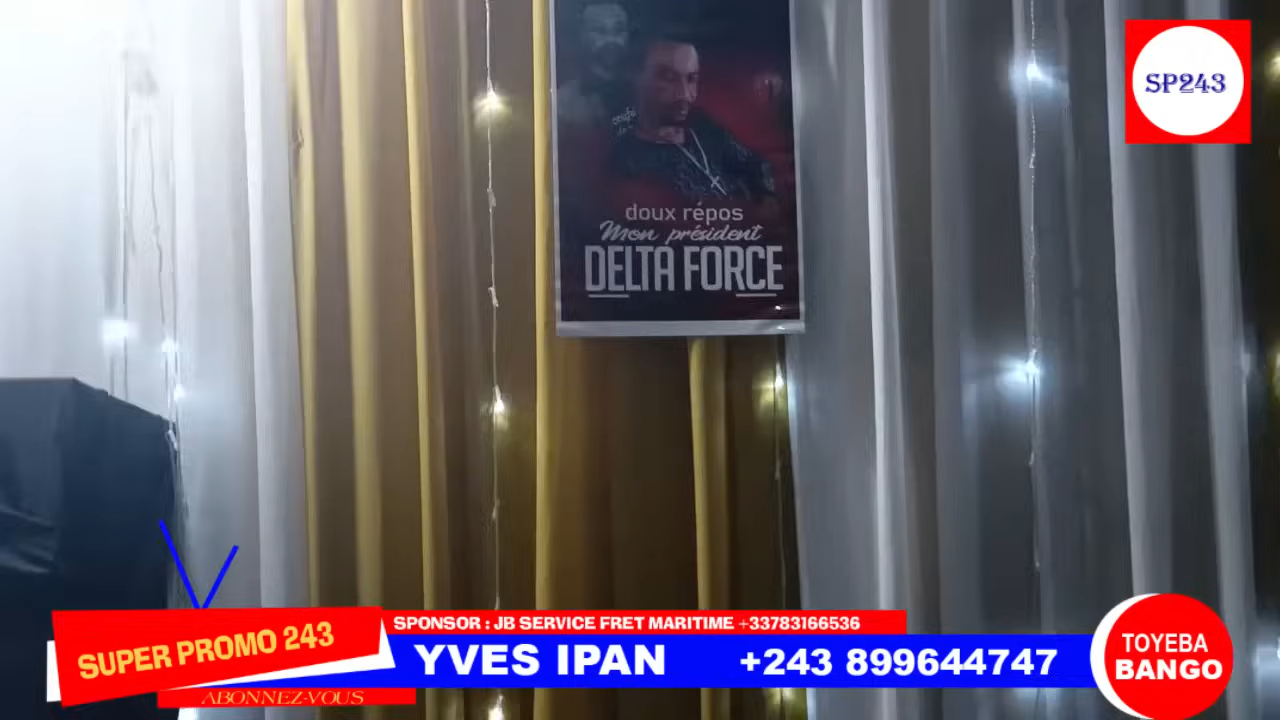 SP243
doux répos
Mon président
DELTA FORCE
SPONSOR : JB SERVICE FRET MARITIME +33783166536
SUPER PROMO 243
YVES IPAN +243 899644747
ABONNEZ-VOUS
TOYEBA
BANGO